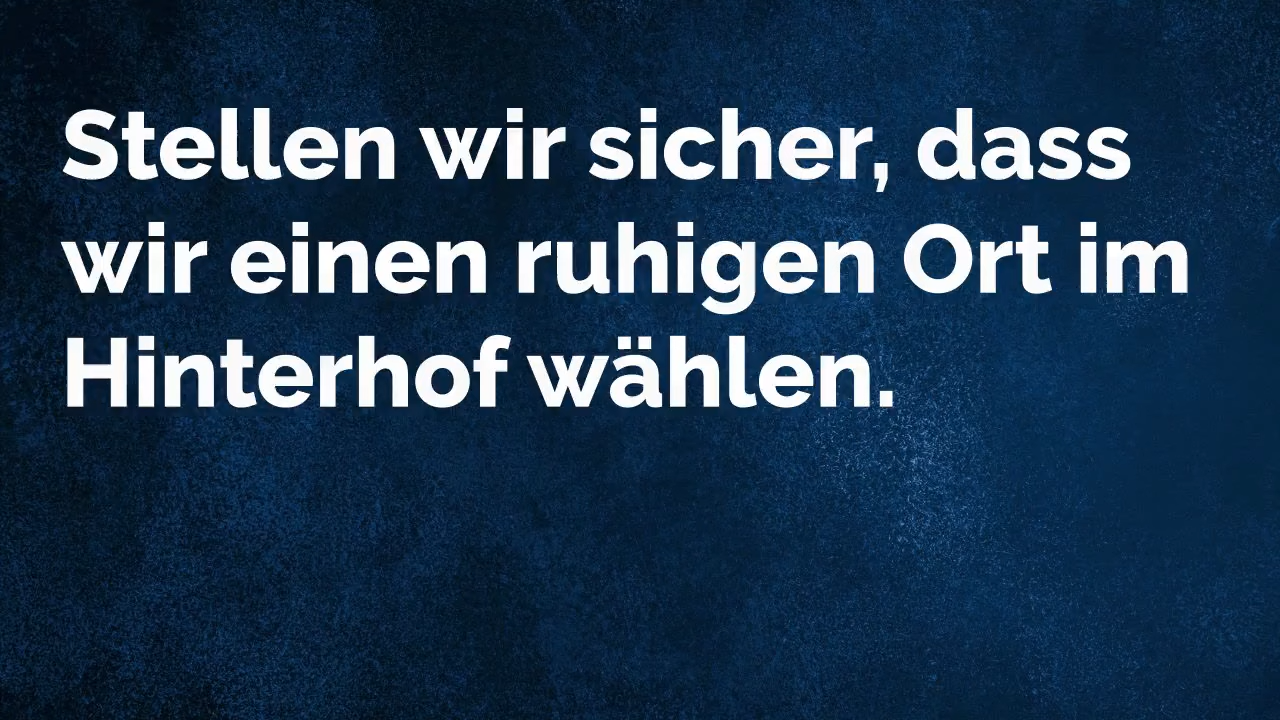 Stellen wir sicher, dass
wir einen ruhigen Ort im
Hinterhof wählen.